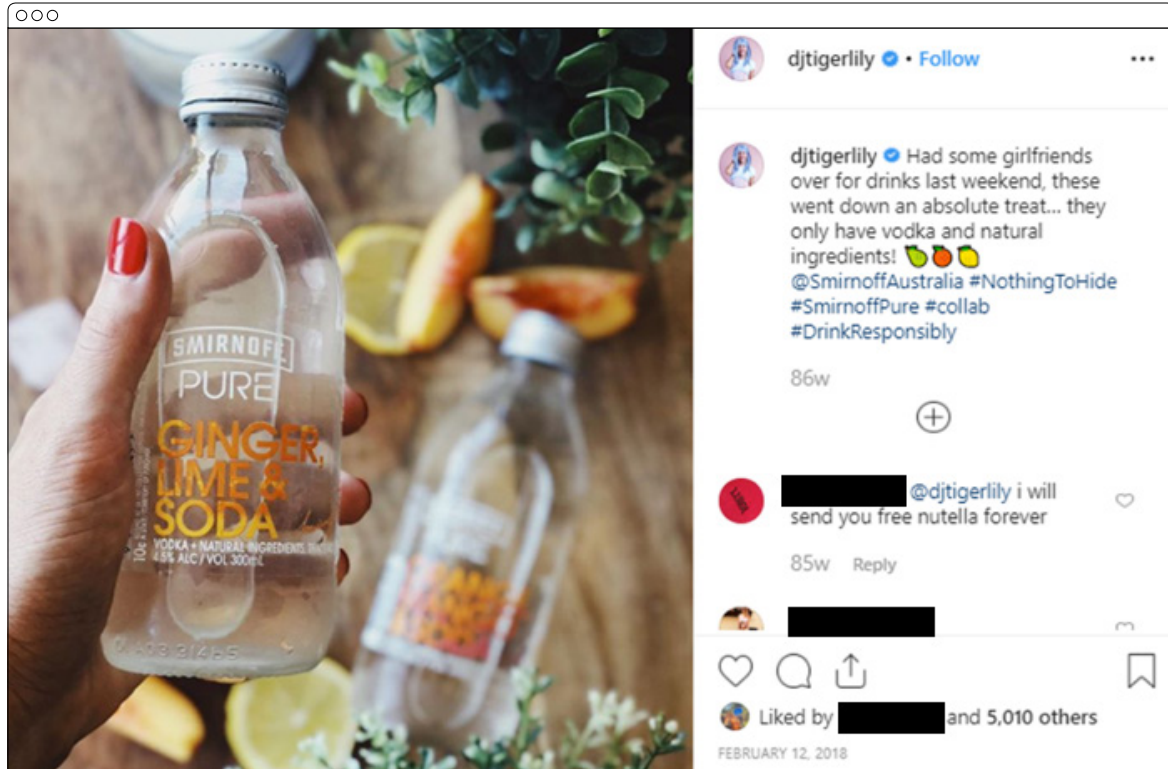 SMIRNOFF
PURE
GINGER,
LIME &
SODA
VODKA + NATURAL INGREDIENTS,
4.5% ALC / VOL 300mL
10c
djtigerlily • Follow
djtigerlily Had some girlfriends
over for drinks last weekend, these
went down an absolute treat... they
only have vodka and natural
ingredients! 🍐🍊🍋
@SmirnoffAustralia #NothingToHide
#SmirnoffPure #collab
#DrinkResponsibly
86w
@djtigerlily i will
send you free nutella forever
85w Reply
Liked by
and 5,010 others
FEBRUARY 12, 2018